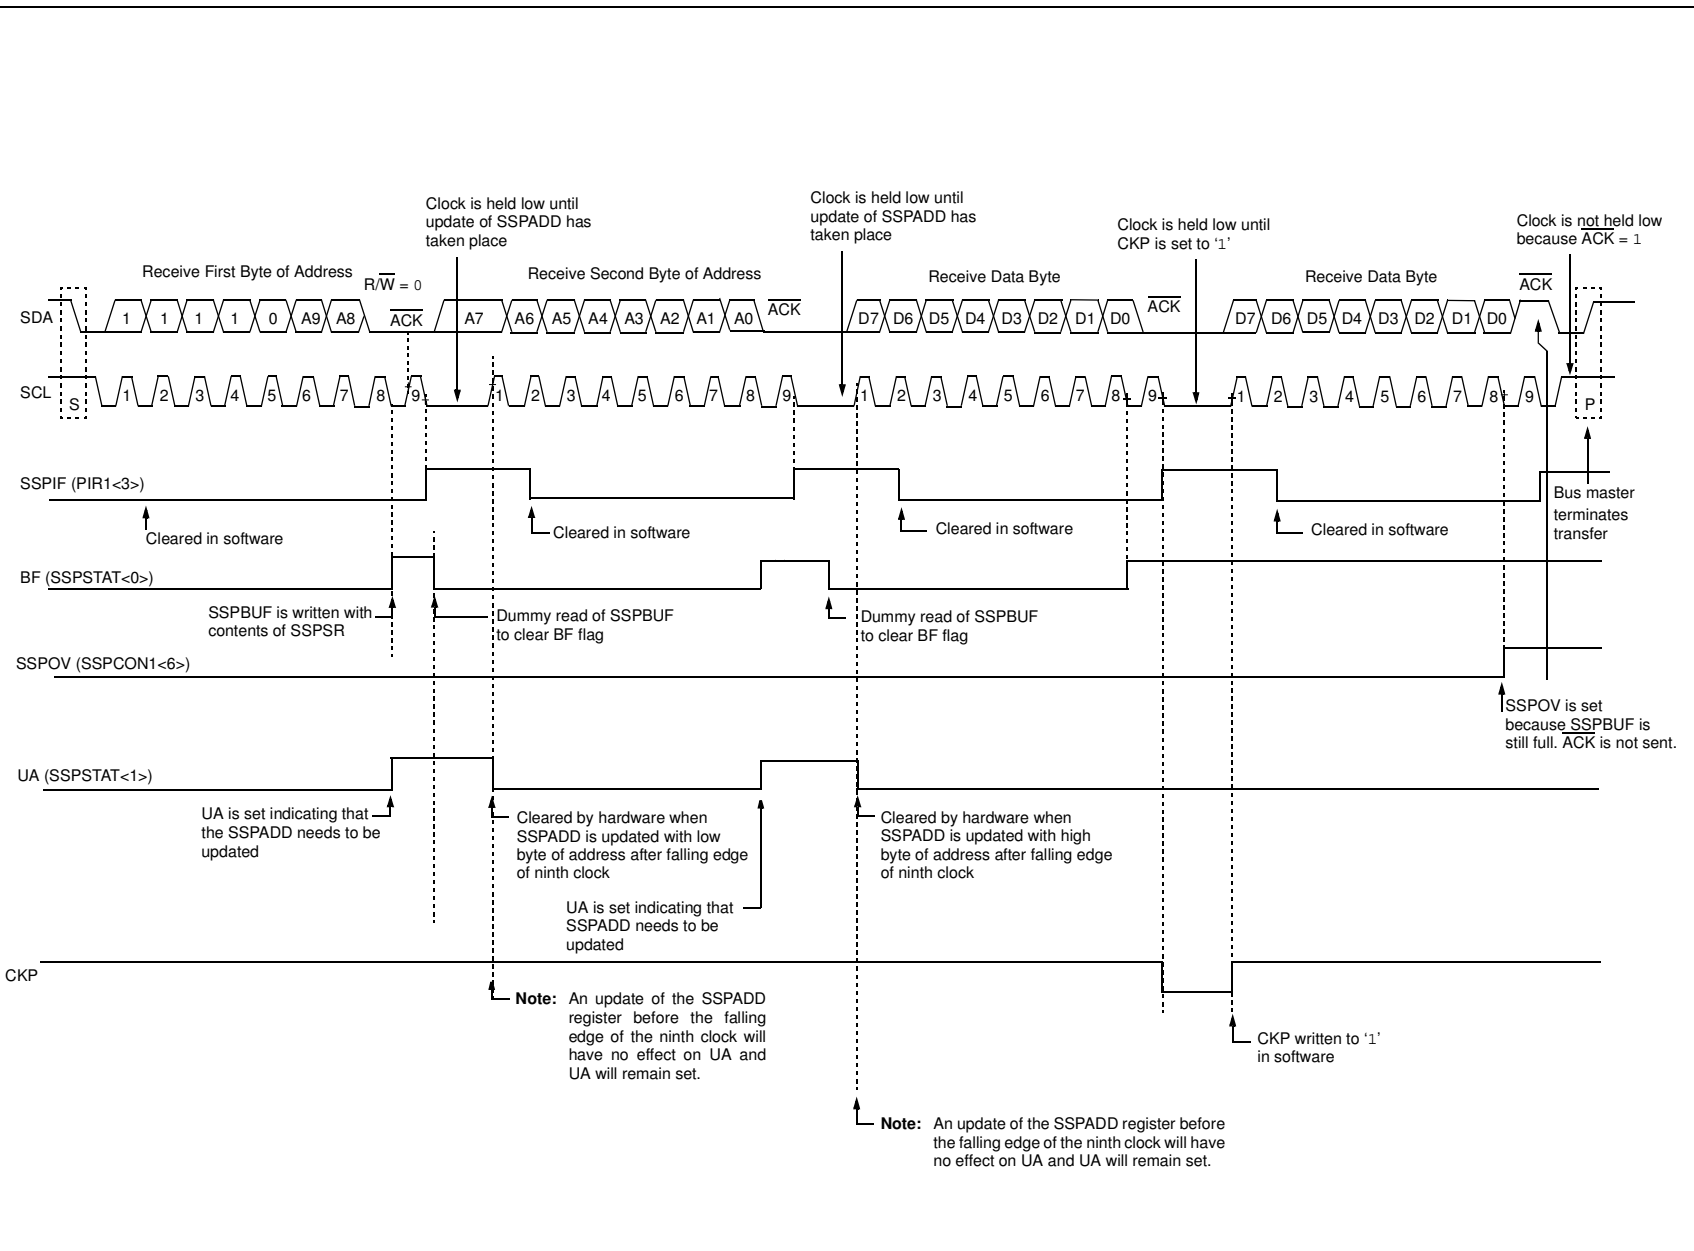 Clock is held low until
update of SSPADD has
taken place
Clock is held low until
update of SSPADD has
taken place
Clock is held low until
CKP is set to ‘1’
Clock is not held low
because ACK = 1
Receive First Byte of Address
R/W = 0
Receive Second Byte of Address
Receive Data Byte
Receive Data Byte
SDA
1 1 1 1 0 A9 A8 ACK A7 A6 A5 A4 A3 A2 A1 A0 ACK D7 D6 D5 D4 D3 D2 D1 D0 ACK D7 D6 D5 D4 D3 D2 D1 D0 ACK
SCL
S 1 2 3 4 5 6 7 8 9 1 2 3 4 5 6 7 8 9 1 2 3 4 5 6 7 8 9 1 2 3 4 5 6 7 8 9 P
SSPIF (PIR1<3>)
Cleared in software
Cleared in software
Cleared in software
Cleared in software
Bus master
terminates
transfer
BF (SSPSTAT<0>)
SSPBUF is written with
contents of SSPSR
Dummy read of SSPBUF
to clear BF flag
Dummy read of SSPBUF
to clear BF flag
SSPOV (SSPCON1<6>)
SSPOV is set
because SSPBUF is
still full. ACK is not sent.
UA (SSPSTAT<1>)
UA is set indicating that
the SSPADD needs to be
updated
Cleared by hardware when
SSPADD is updated with low
byte of address after falling edge
of ninth clock
UA is set indicating that
SSPADD needs to be
updated
Cleared by hardware when
SSPADD is updated with high
byte of address after falling edge
of ninth clock
CKP
Note: An update of the SSPADD
register before the falling
edge of the ninth clock will
have no effect on UA and
UA will remain set.
CKP written to ‘1’
in software
Note: An update of the SSPADD register before
the falling edge of the ninth clock will have
no effect on UA and UA will remain set.